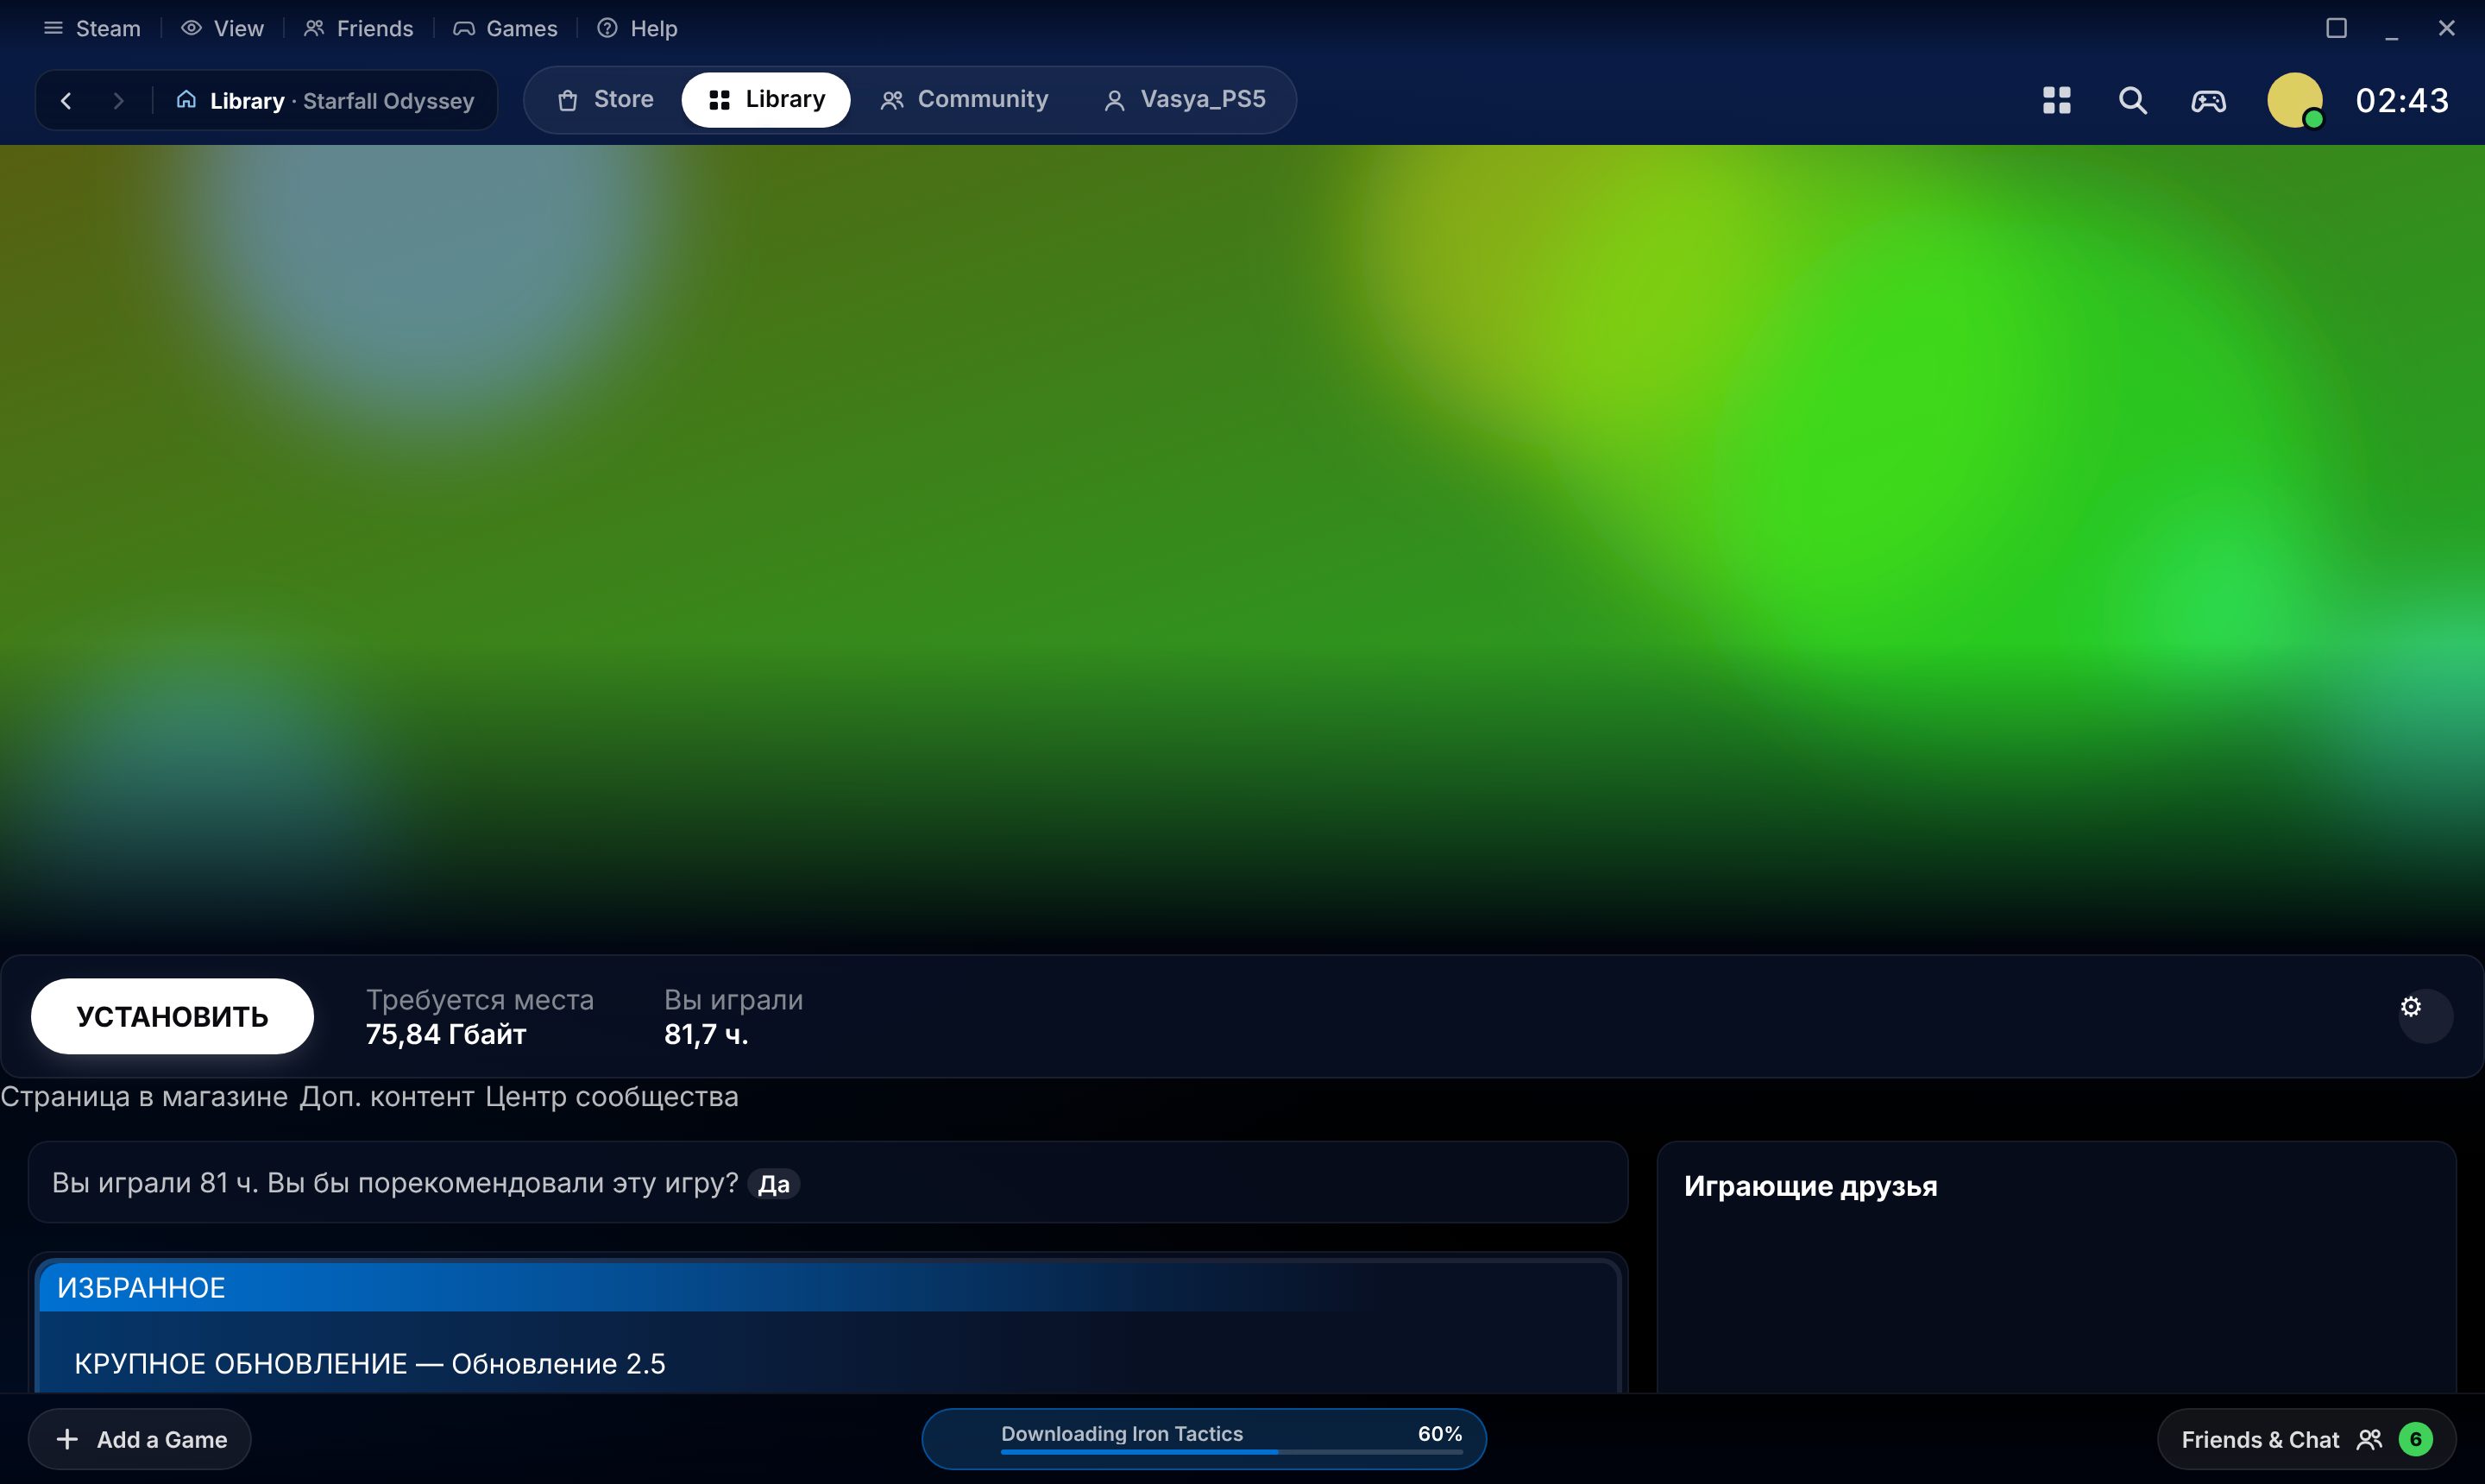 Steam View Friends Games Help
Library · Starfall Odyssey Store Library Community Vasya_PS5 02:43
УСТАНОВИТЬ
Требуется места
75,84 Гбайт
Вы играли
81,7 ч.
Страница в магазине Доп. контент Центр сообщества
Вы играли 81 ч. Вы бы порекомендовали эту игру? Да
Играющие друзья
ИЗБРАННОЕ
КРУПНОЕ ОБНОВЛЕНИЕ — Обновление 2.5
Add a Game
Downloading Iron Tactics 60%
Friends & Chat 6